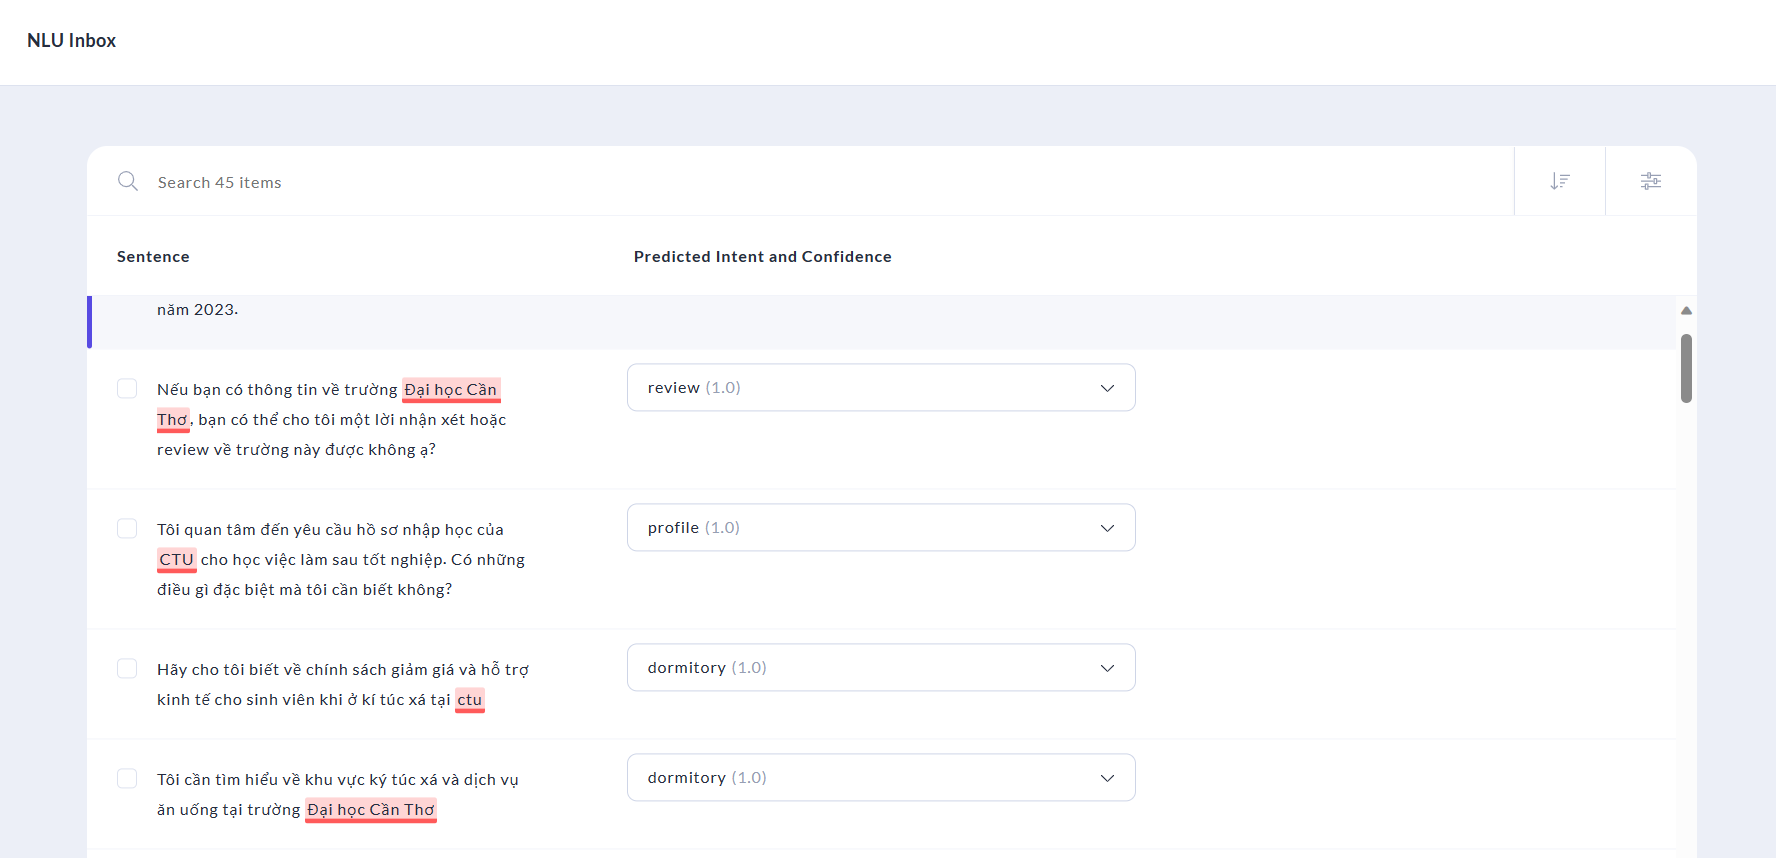 NLU Inbox
Search 45 items
Sentence
Predicted Intent and Confidence
năm 2023.
Nếu bạn có thông tin về trường Đại học Cần
Thơ, bạn có thể cho tôi một lời nhận xét hoặc
review về trường này được không ạ?
review (1.0)
Tôi quan tâm đến yêu cầu hồ sơ nhập học của
CTU cho học việc làm sau tốt nghiệp. Có những
điều gì đặc biệt mà tôi cần biết không?
profile (1.0)
Hãy cho tôi biết về chính sách giảm giá và hỗ trợ
kinh tế cho sinh viên khi ở kí túc xá tại ctu
dormitory (1.0)
Tôi cần tìm hiểu về khu vực ký túc xá và dịch vụ
ăn uống tại trường Đại học Cần Thơ
dormitory (1.0)